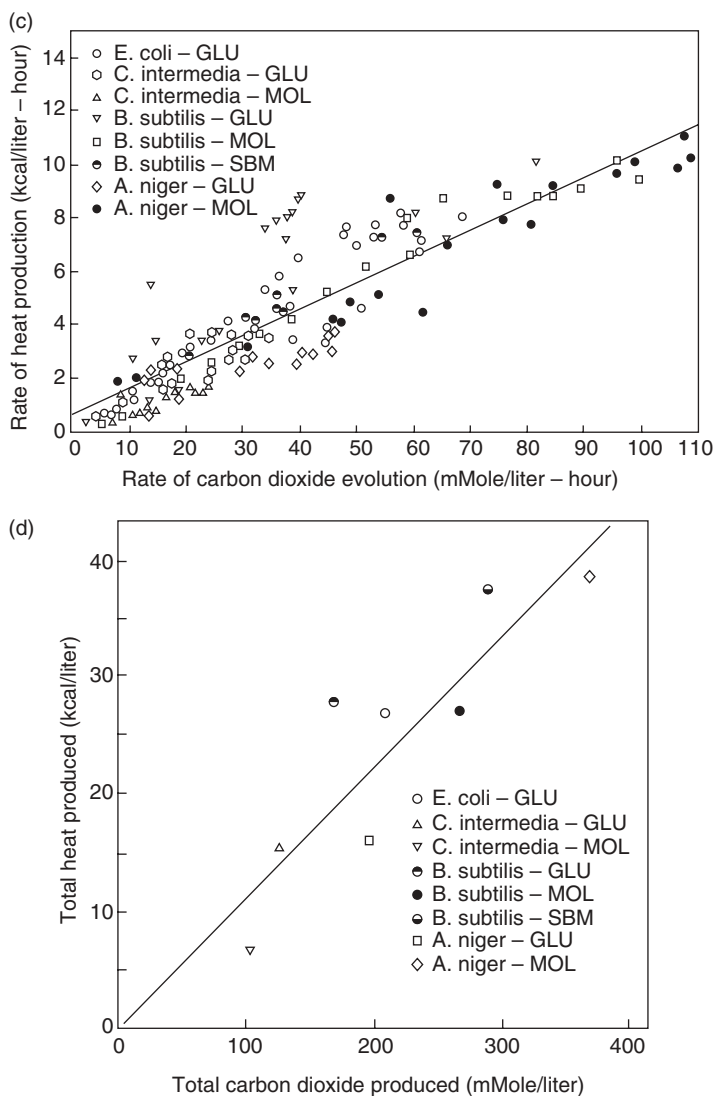 (c)
14
12
10
8
6
4
2
0
Rate of heat production (kcal/liter – hour)
E. coli – GLU
C. intermedia – GLU
C. intermedia – MOL
B. subtilis – GLU
B. subtilis – MOL
B. subtilis – SBM
A. niger – GLU
A. niger – MOL
0 10 20 30 40 50 60 70 80 90 100 110
Rate of carbon dioxide evolution (mMole/liter – hour)
(d)
40
30
20
10
0
Total heat produced (kcal/liter)
E. coli – GLU
C. intermedia – GLU
C. intermedia – MOL
B. subtilis – GLU
B. subtilis – MOL
B. subtilis – SBM
A. niger – GLU
A. niger – MOL
0 100 200 300 400
Total carbon dioxide produced (mMole/liter)